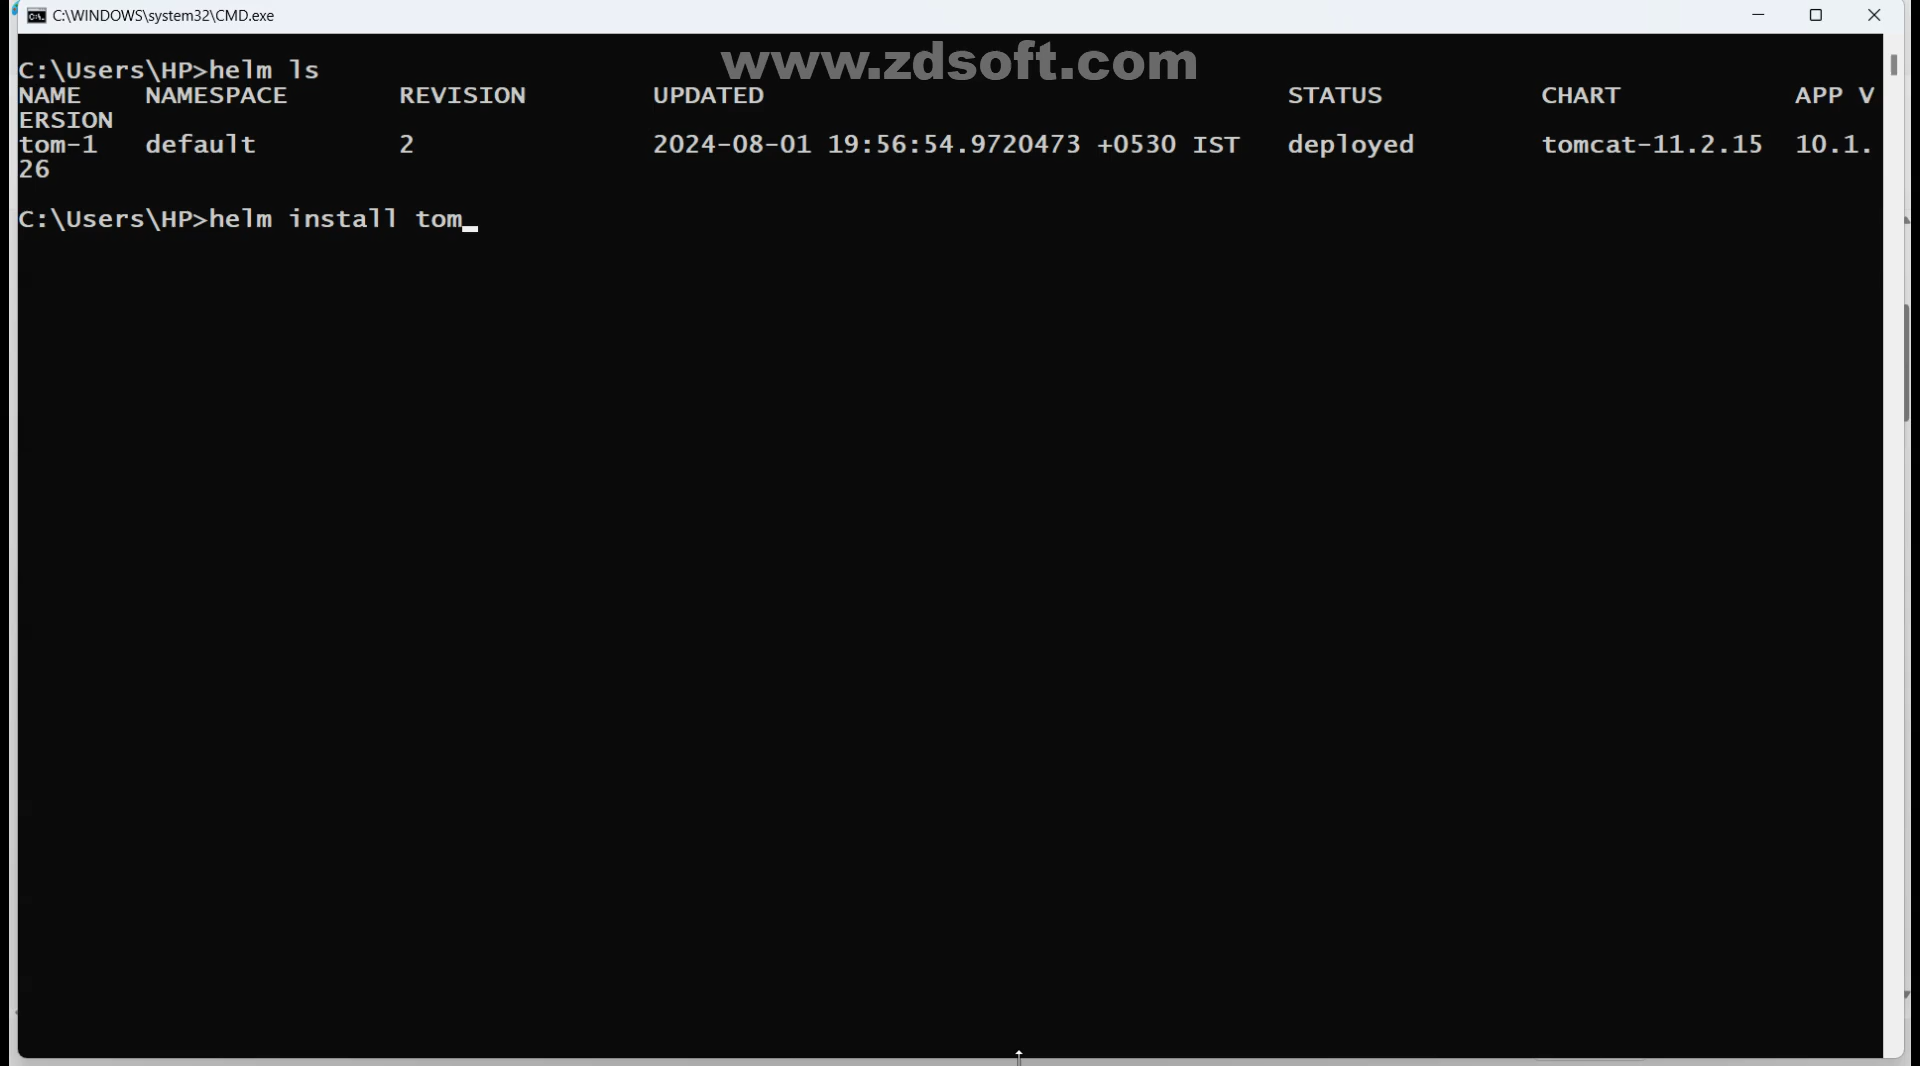 C:\WINDOWS\system32\CMD.exe
www.zdsoft.com
C:\Users\HP>helm ls
NAME NAMESPACE REVISION UPDATED STATUS CHART APP V
ERSION
tom-1 default 2 2024-08-01 19:56:54.9720473 +0530 IST deployed tomcat-11.2.15 10.1.
26
C:\Users\HP>helm install tom_